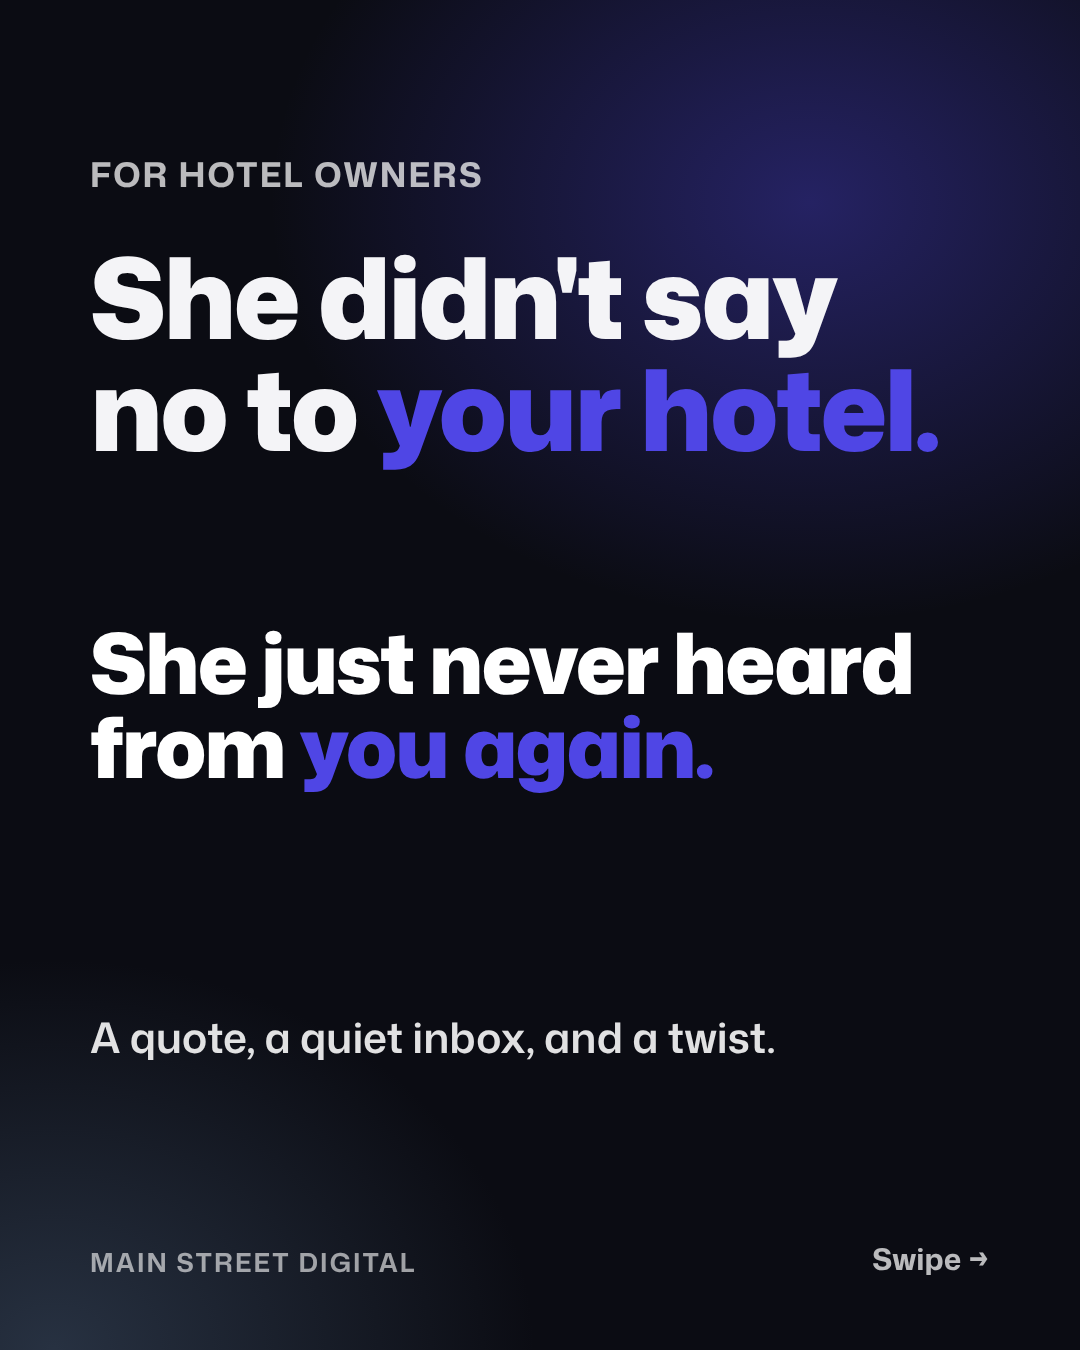 FOR HOTEL OWNERS
She didn't say
no to your hotel.
She just never heard
from you again.
A quote, a quiet inbox, and a twist.
MAIN STREET DIGITAL
Swipe →